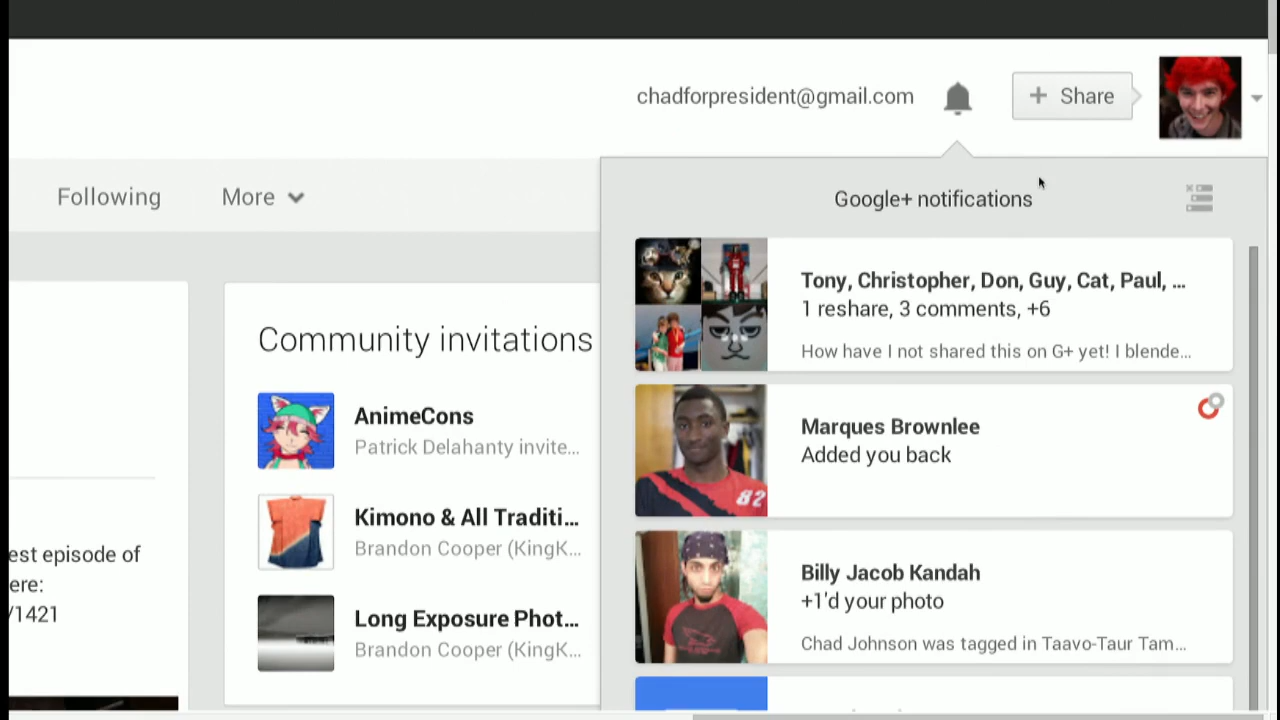 chadforpresident@gmail.com
+ Share
Following
More
Google+ notifications
Tony, Christopher, Don, Guy, Cat, Paul, ...
1 reshare, 3 comments, +6
How have I not shared this on G+ yet! I blende...
Community invitations
AnimeCons
Patrick Delahanty invite...
Marques Brownlee
Added you back
82
Kimono & All Traditi...
Brandon Cooper (KingK...
est episode of
ere:
/1421
Billy Jacob Kandah
+1'd your photo
Chad Johnson was tagged in Taavo-Taur Tam...
Long Exposure Phot...
Brandon Cooper (KingK...